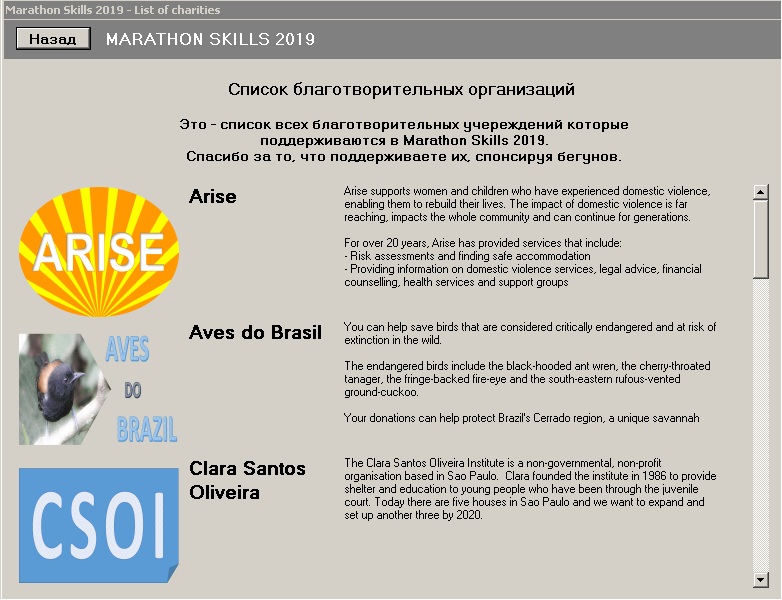 Marathon Skills 2019 - List of charities
Назад
MARATHON SKILLS 2019
Список благотворительных организаций
Это - список всех благотворительных учереждений которые
поддерживаются в Marathon Skills 2019.
Спасибо за то, что поддерживаете их, спонсируя бегунов.
ARISE
Arise
Arise supports women and children who have experienced domestic violence,
enabling them to rebuild their lives. The impact of domestic violence is far
reaching, impacts the whole community and can continue for generations.
For over 20 years, Arise has provided services that include:
- Risk assessments and finding safe accommodation
- Providing information on domestic violence services, legal advice, financial
counselling, health services and support groups
AVES
DO
BRAZIL
Aves do Brasil
You can help save birds that are considered critically endangered and at risk of
extinction in the wild.
The endangered birds include the black-hooded ant wren, the cherry-throated
tanager, the fringe-backed fire-eye and the south-eastern rufous-vented
ground-cuckoo.
Your donations can help protect Brazil's Cerrado region, a unique savannah
CSOI
Clara Santos
Oliveira
The Clara Santos Oliveira Institute is a non-governmental, non-profit
organisation based in Sao Paulo.  Clara founded the institute in 1986 to provide
shelter and education to young people who have been through the juvenile
court. Today there are five houses in Sao Paulo and we want to expand and
set up another three by 2020.